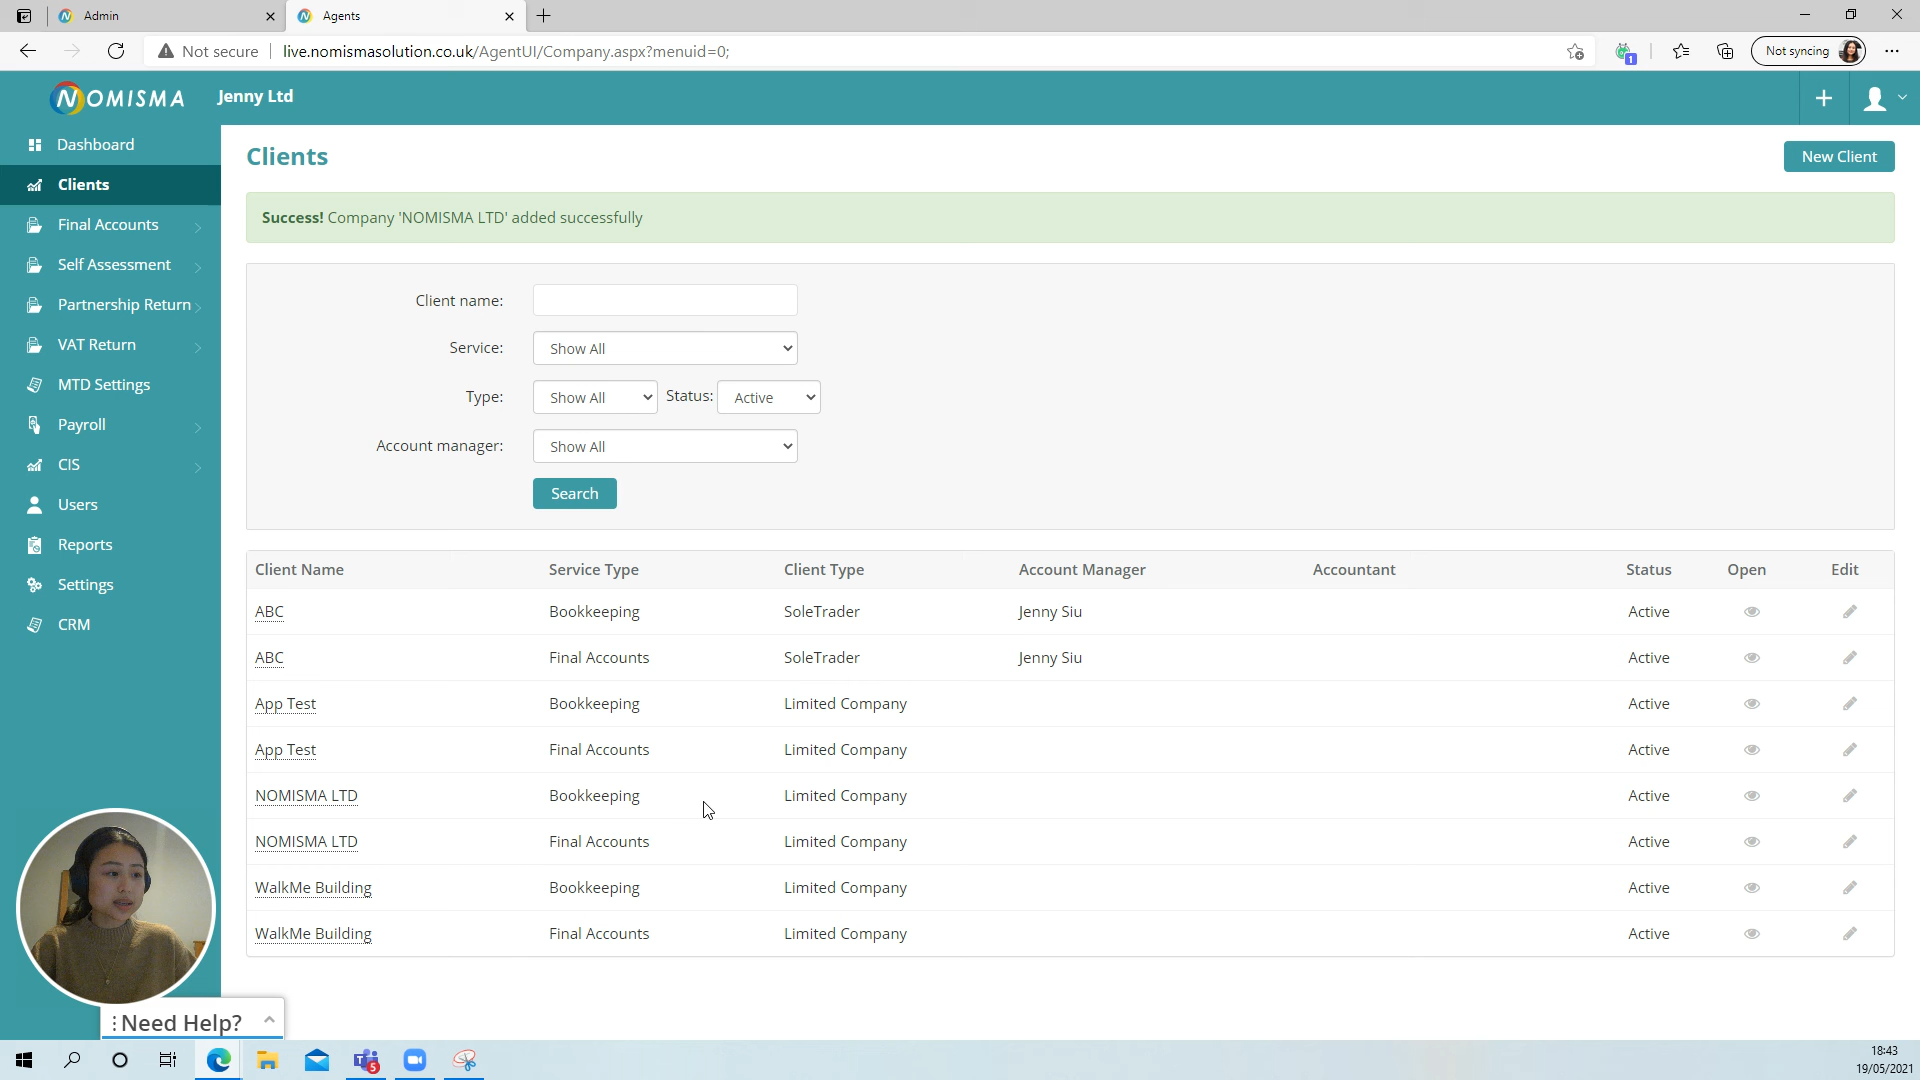 Admin
Agents
Not secure
live.nomismasolution.co.uk/AgentUI/Company.aspx?menuid=0;
1
Not syncing
NOMISMA
Jenny Ltd
Dashboard
Clients
Final Accounts
Self Assessment
Partnership Return
VAT Return
MTD Settings
Payroll
CIS
Users
Reports
Settings
CRM
Clients
New Client
Success! Company 'NOMISMA LTD' added successfully
Client name:
Service: Show All
Type: Show All Status: Active
Account manager: Show All
Search
Client Name Service Type Client Type Account Manager Accountant Status Open Edit
ABC Bookkeeping SoleTrader Jenny Siu Active
ABC Final Accounts SoleTrader Jenny Siu Active
App Test Bookkeeping Limited Company Active
App Test Final Accounts Limited Company Active
NOMISMA LTD Bookkeeping Limited Company Active
NOMISMA LTD Final Accounts Limited Company Active
WalkMe Building Bookkeeping Limited Company Active
WalkMe Building Final Accounts Limited Company Active
Need Help?
5
18:43
19/05/2021